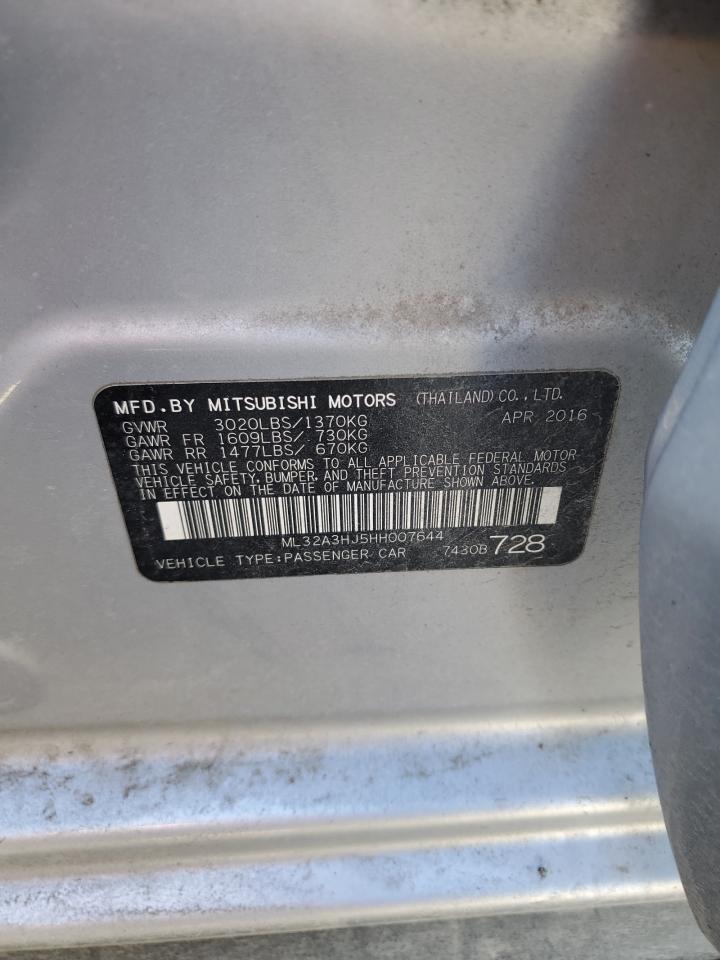 MFD.BY MITSUBISHI MOTORS (THAILAND)CO.,LTD.
GVWR 3020LBS/1370KG APR 2016
GAWR FR 1609LBS/ 730KG
GAWR RR 1477LBS/ 670KG
THIS VEHICLE CONFORMS TO ALL APPLICABLE FEDERAL MOTOR
VEHICLE SAFETY, BUMPER, AND THEFT PREVENTION STANDARDS
IN EFFECT ON THE DATE OF MANUFACTURE SHOWN ABOVE.
ML32A3HJ5HH007644
VEHICLE TYPE:PASSENGER CAR 7430B 728